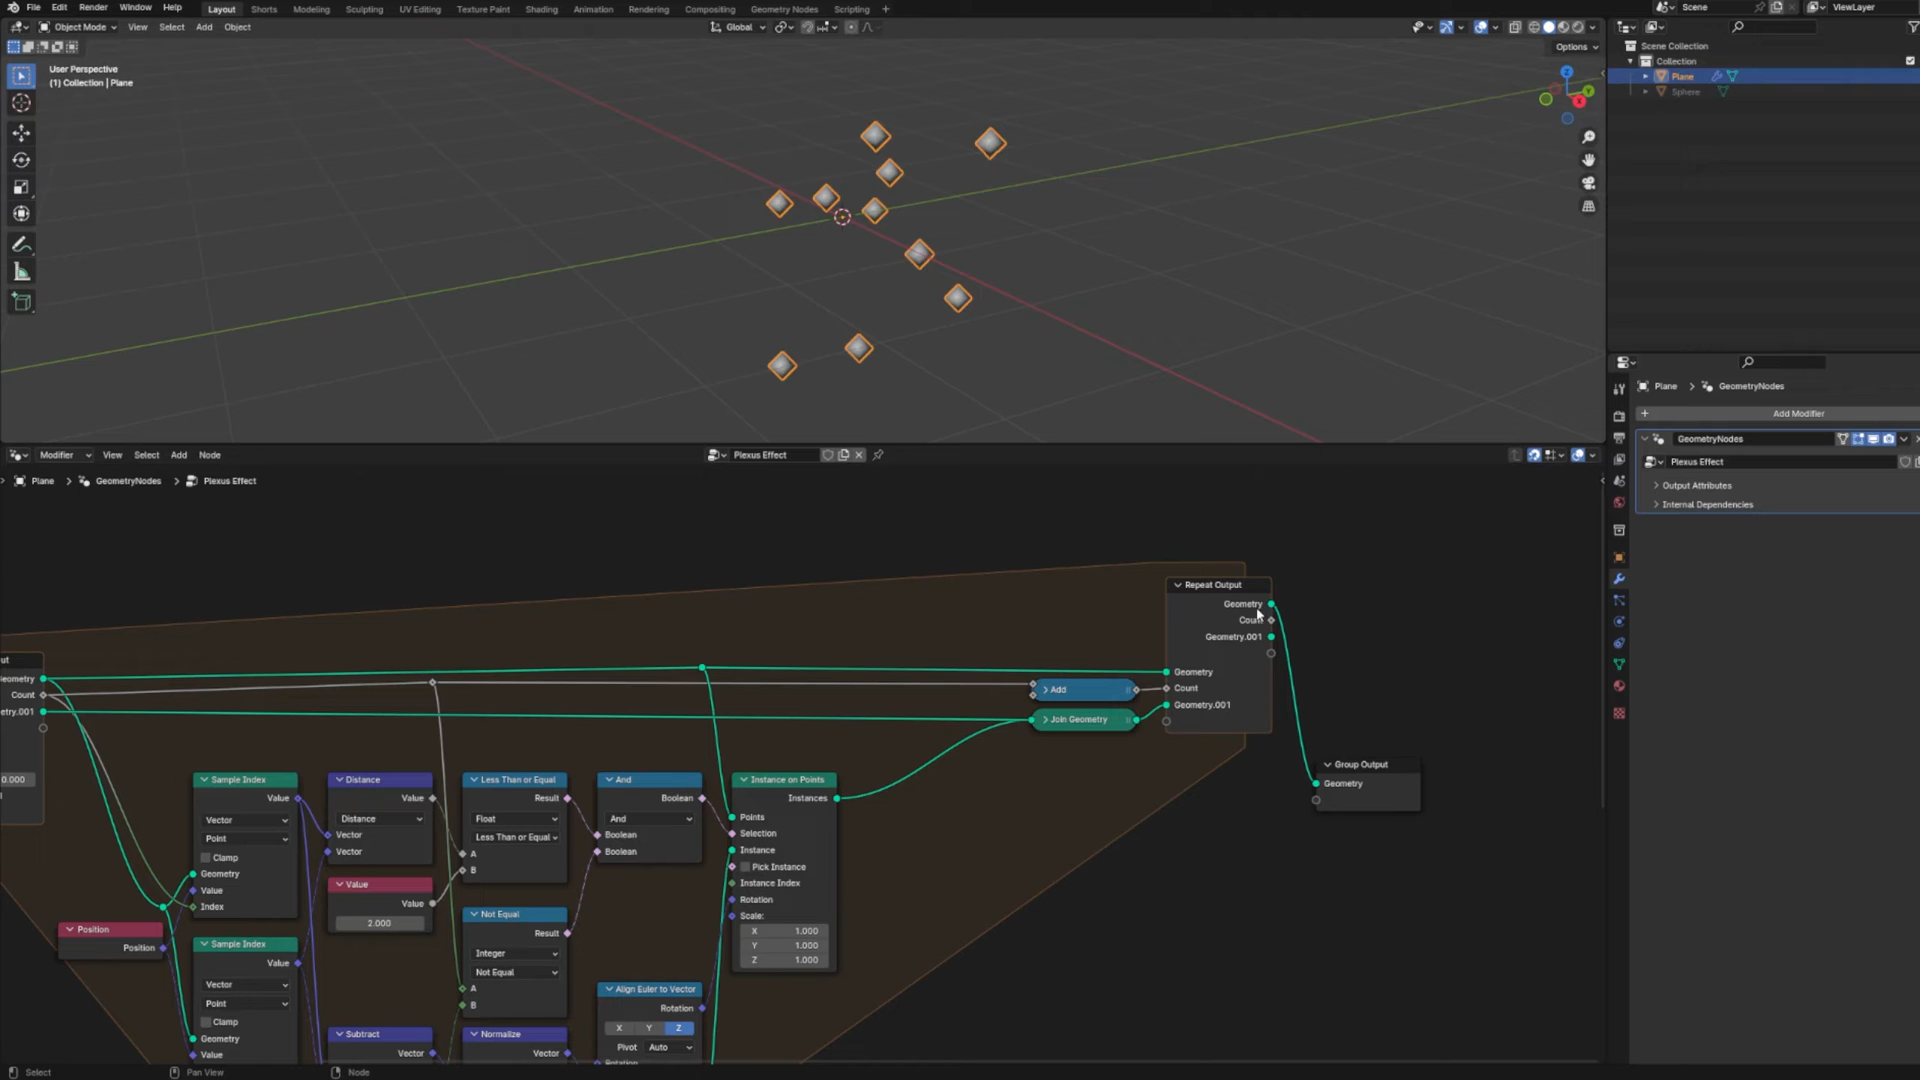 File Edit Render Window Help
Layout Shorts Modeling Sculpting UV Editing Texture Paint Shading Animation Rendering Compositing Geometry Nodes Scripting +
Scene
ViewLayer
Object Mode View Select Add Object
Global
Options
User Perspective
(1) Collection | Plane
Z
Y
X
Scene Collection
Collection
Plane
Sphere
Plane > GeometryNodes
+ Add Modifier
GeometryNodes
Plexus Effect
Output Attributes
Internal Dependencies
Modifier View Select Add Node
Plexus Effect
Plane > GeometryNodes > Plexus Effect
Repeat Output
Geometry
Count
Geometry.001
Geometry
Count
Geometry.001
Add
Join Geometry
Group Output
Geometry
ut
Geometry
Count
etry.001
0.000
Sample Index
Value
Vector
Point
Clamp
Geometry
Value
Index
Distance
Value
Distance
Vector
Vector
Value
Value
2.000
Less Than or Equal
Result
Float
Less Than or Equal
A
B
And
Boolean
And
Boolean
Boolean
Instance on Points
Instances
Points
Selection
Instance
Pick Instance
Instance Index
Rotation
Scale:
X 1.000
Y 1.000
Z 1.000
Position
Position
Sample Index
Value
Vector
Point
Clamp
Geometry
Value
Not Equal
Result
Integer
Not Equal
A
B
Subtract
Vector
Normalize
Vector
Align Euler to Vector
Rotation
X Y Z
Pivot Auto
Rotation
Select Pan View Node